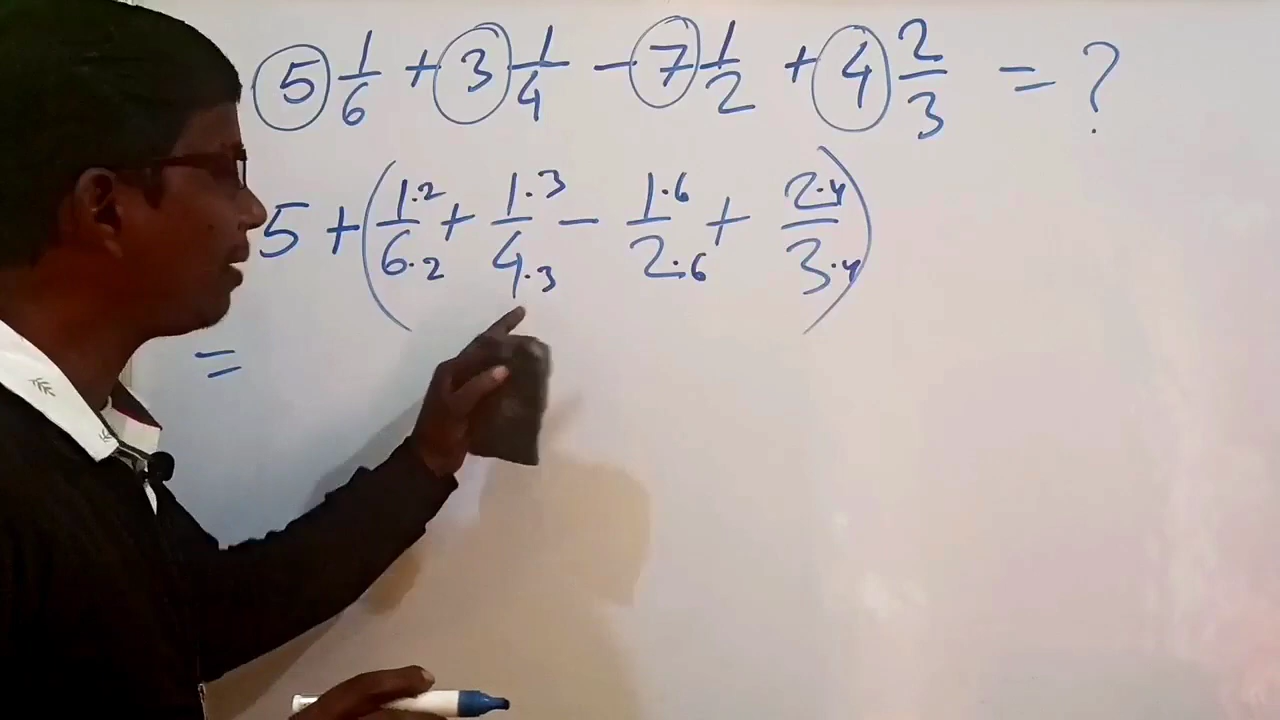 5 1/6 + 3 1/4 - 7 1/2 + 4 2/3 = ?
5 + (1·2/6·2 + 1·3/4·3 - 1·6/2·6 + 2·4/3·4)
=